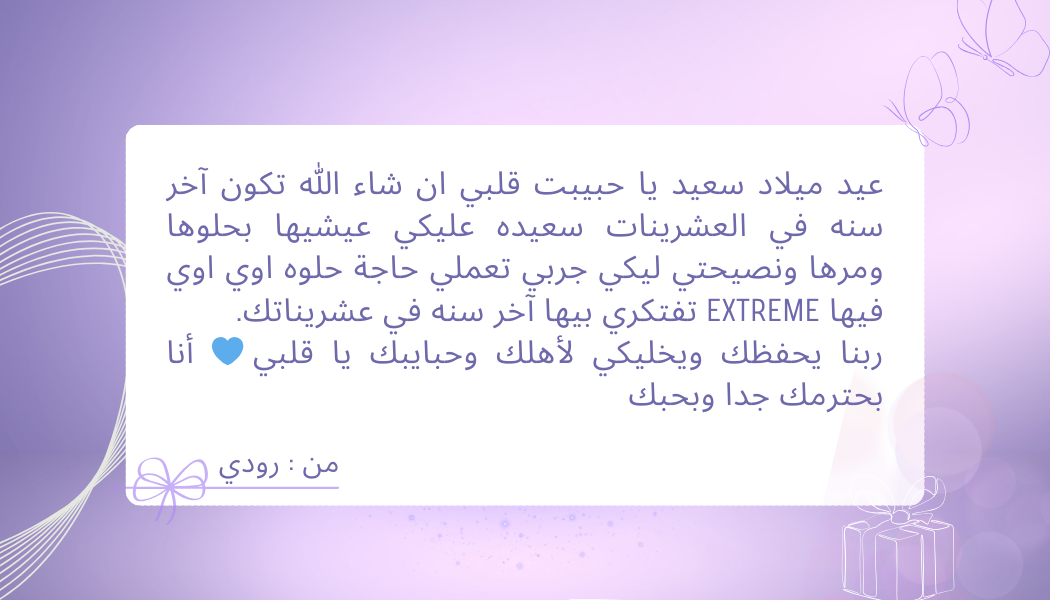 عيد ميلاد سعيد يا حبيبت قلبي ان شاء الله تكون آخر
سنه في العشرينات سعيده عليكي عيشيها بحلوها
ومرها ونصيحتي ليكي جربي تعملي حاجة حلوه اوي اوي
فيها EXTREME تفتكري بيها آخر سنه في عشريناتك.
ربنا يحفظك ويخليكي لأهلك وحبايبك يا قلبي💙 أنا
بحترمك جدا وبحبك
من : رودي